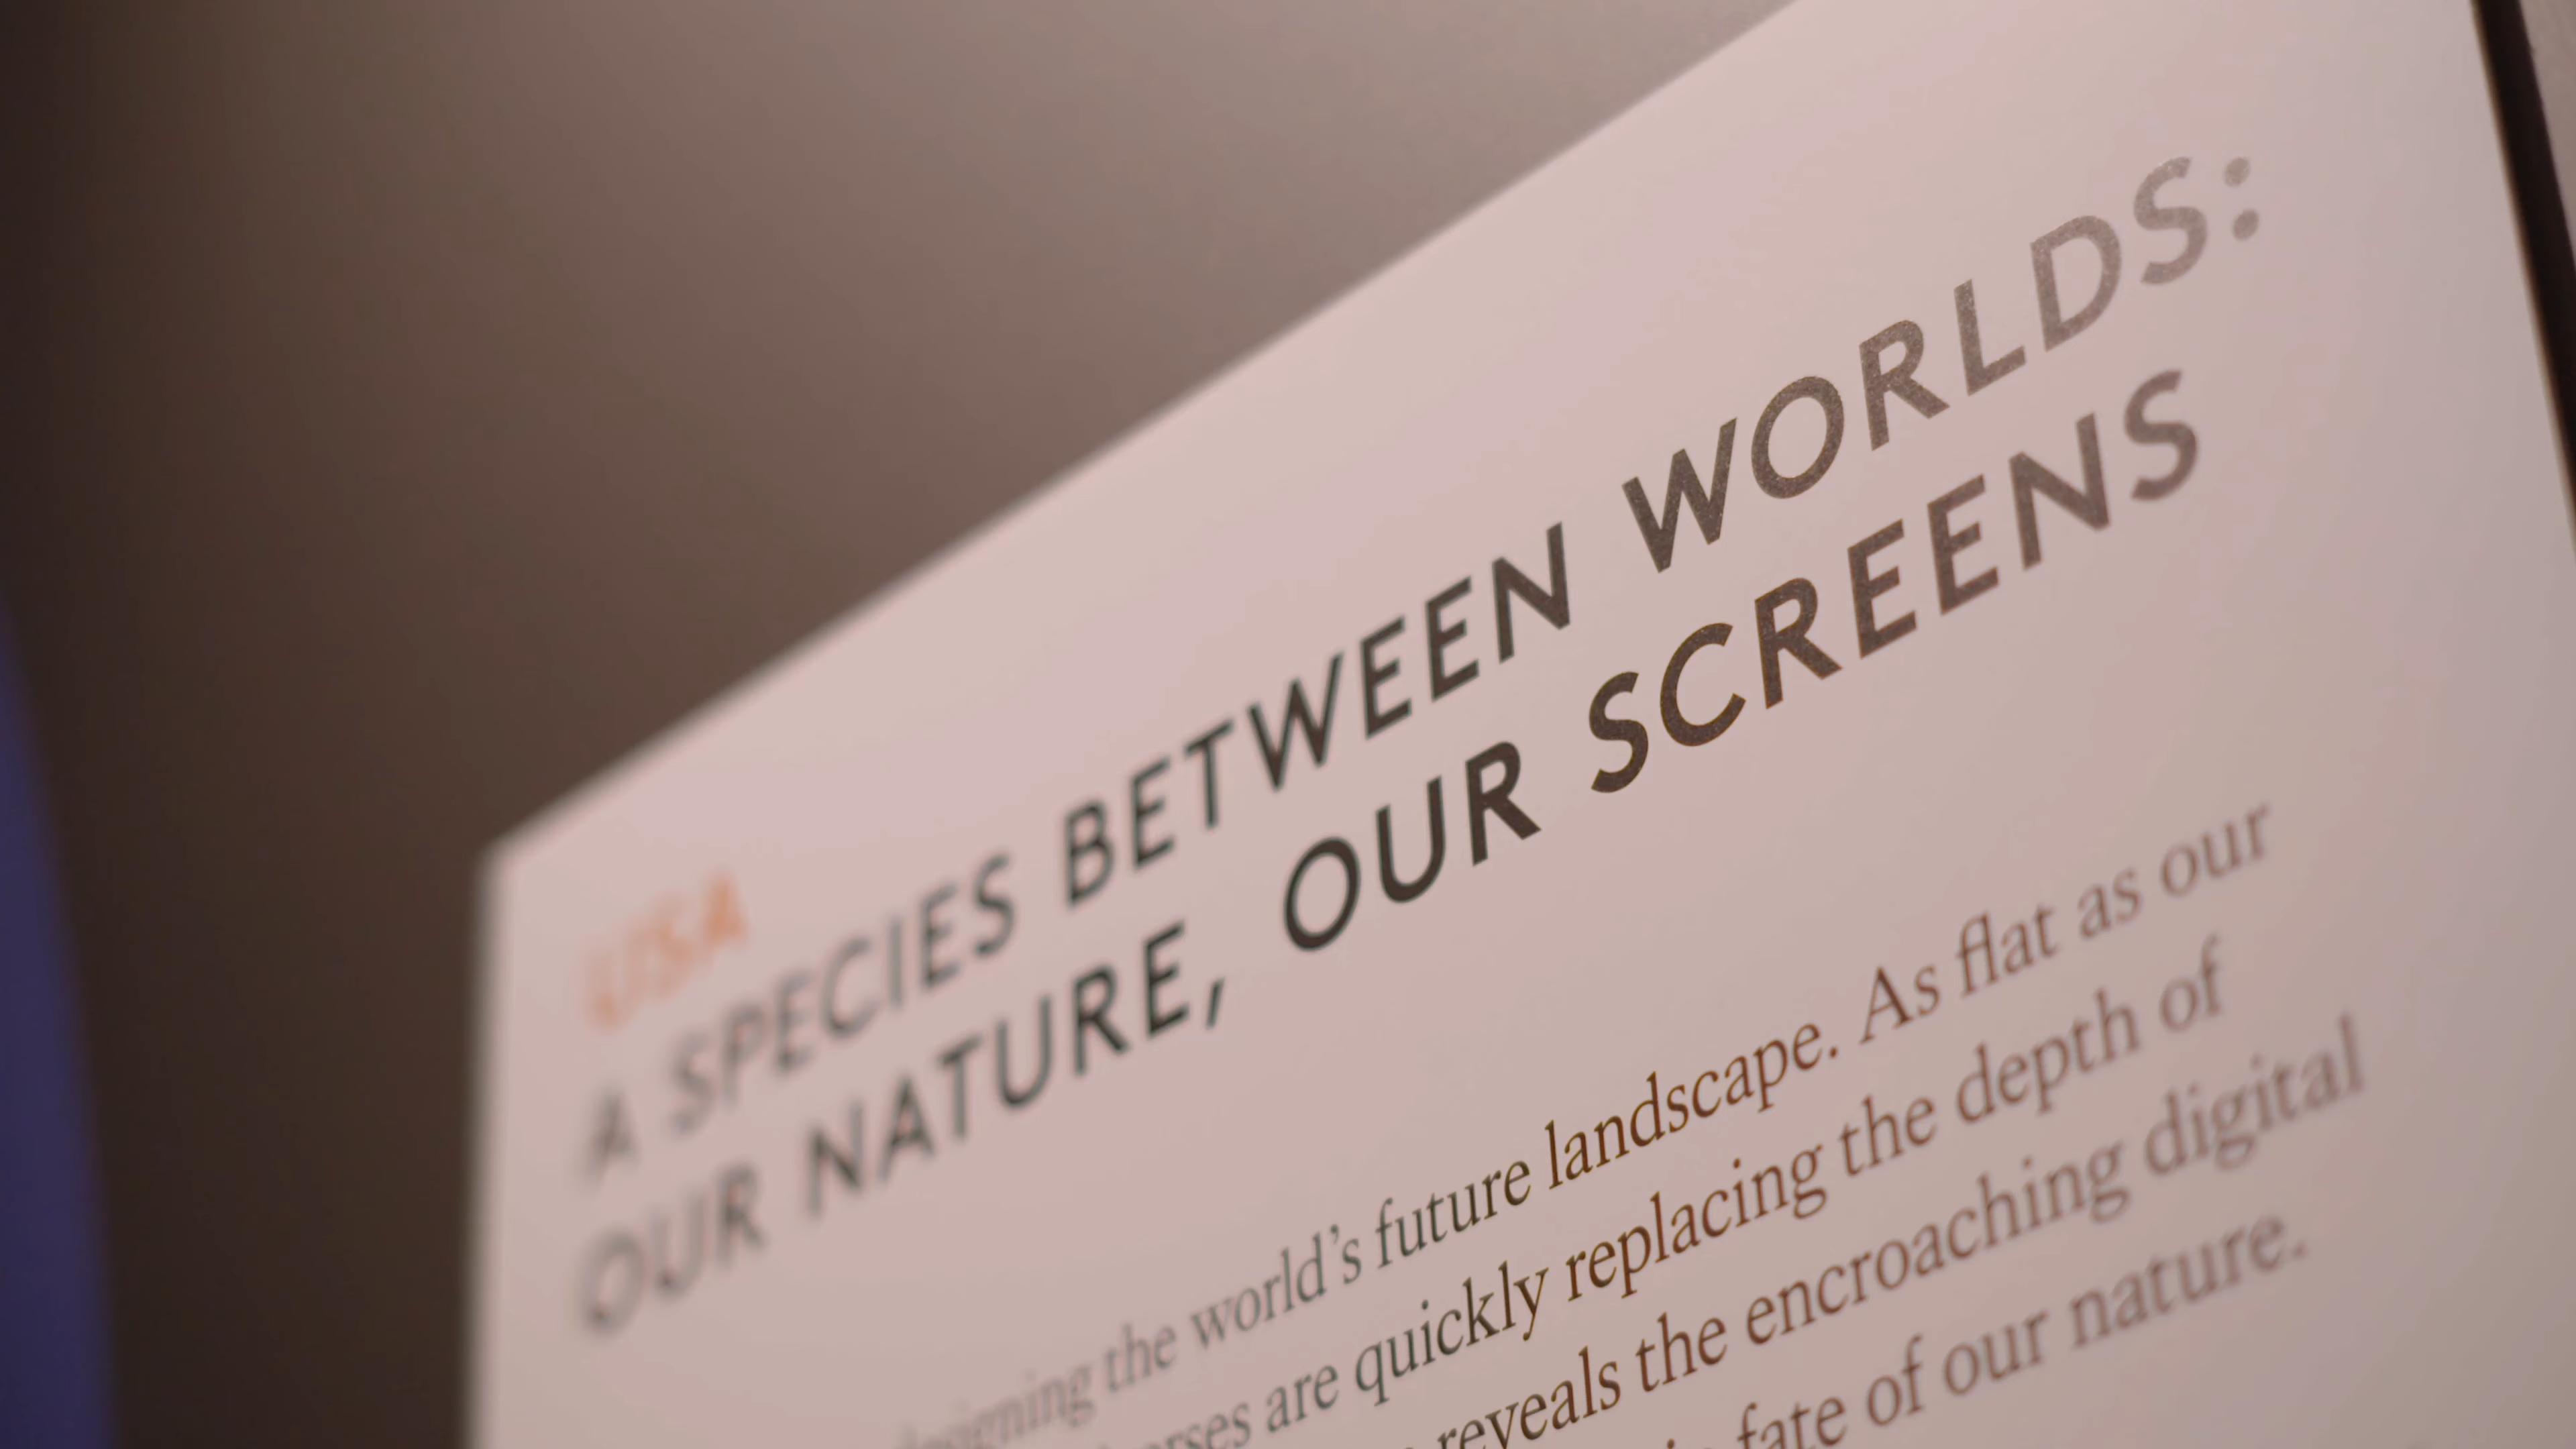 USA
A SPECIES BETWEEN WORLDS:
OUR NATURE, OUR SCREENS
the world’s future landscape. As flat as our
are quickly replacing the depth of
reveals the encroaching digital
fate of our nature.